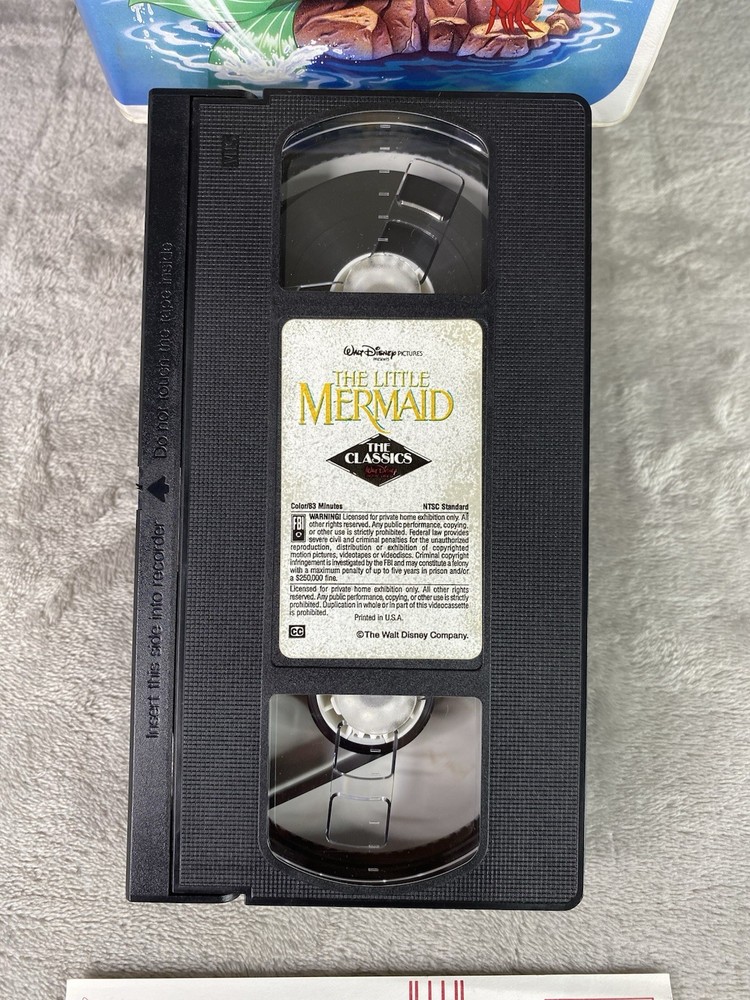 VHS
Do not touch the tape inside
Insert this side into recorder
Walt Disney PICTURES
PRESENTS
THE LITTLE
MERMAID
THE
CLASSICS
Walt Disney
Color/83 Minutes NTSC Standard
FBI WARNING! Licensed for private home exhibition only. All
other rights reserved. Any public performance, copying,
or other use is strictly prohibited. Federal law provides
severe civil and criminal penalties for the unauthorized
reproduction, distribution or exhibition of copyrighted
motion pictures, videotapes or videodiscs. Criminal copyright
infringement is investigated by the FBI and may constitute a felony
with a maximum penalty of up to five years in prison and/or
a $250,000 fine.
Licensed for private home exhibition only. All other rights
reserved. Any public performance, copying, or other use is strictly
prohibited. Duplication in whole or in part of this videocassette
is prohibited.
Printed in U.S.A.
CC ©The Walt Disney Company.